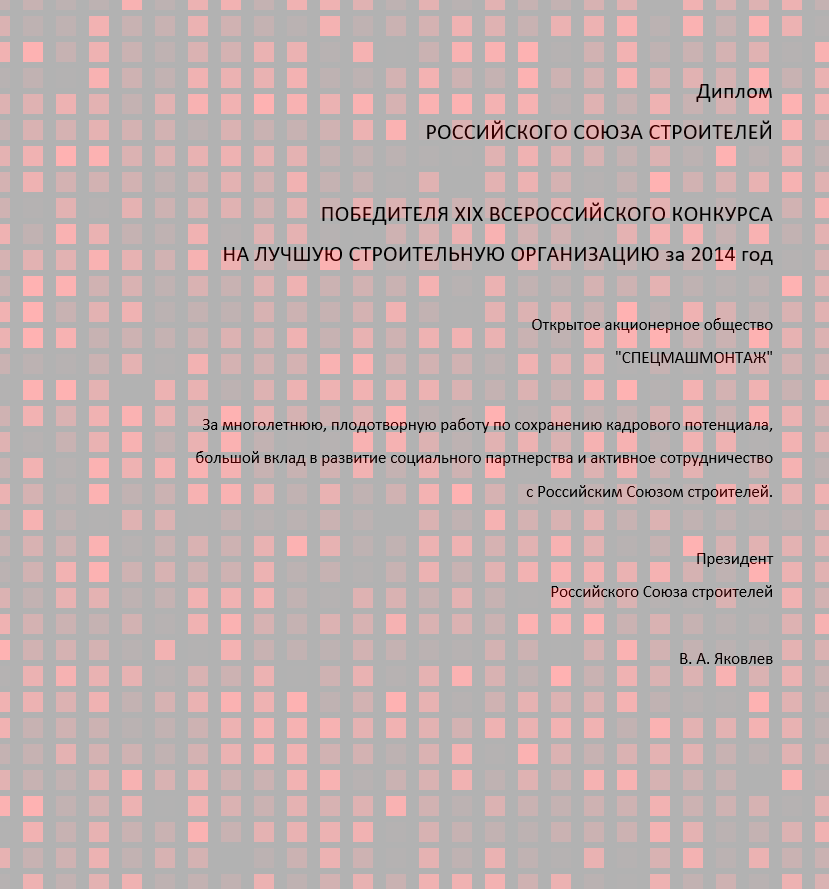 Диплом
РОССИЙСКОГО СОЮЗА СТРОИТЕЛЕЙ
ПОБЕДИТЕЛЯ XIX ВСЕРОССИЙСКОГО КОНКУРСА
НА ЛУЧШУЮ СТРОИТЕЛЬНУЮ ОРГАНИЗАЦИЮ за 2014 год
Открытое акционерное общество
"СПЕЦМАШМОНТАЖ"
За многолетнюю, плодотворную работу по сохранению кадрового потенциала,
большой вклад в развитие социального партнерства и активное сотрудничество
с Российским Союзом строителей.
Президент
Российского Союза строителей
В. А. Яковлев